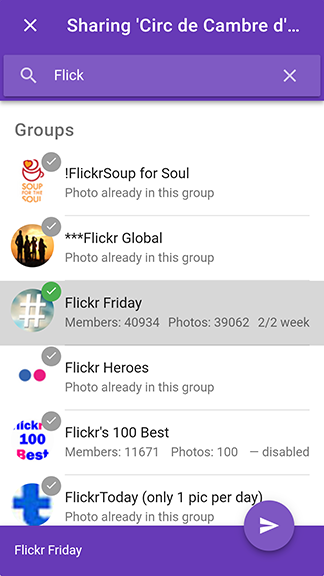 Sharing 'Circ de Cambre d'...
Flick
Groups
SOUP
FOR THE
SOUL
!FlickrSoup for Soul
Photo already in this group
***Flickr Global
Photo already in this group
#
Flickr Friday
Members: 40934 Photos: 39062 2/2 week
Flickr Heroes
Photo already in this group
lickr
100
Best
Flickr's 100 Best
Members: 11671 Photos: 100 — disabled
t
FlickrToday (only 1 pic per day)
Photo already in this group
Flickr Friday